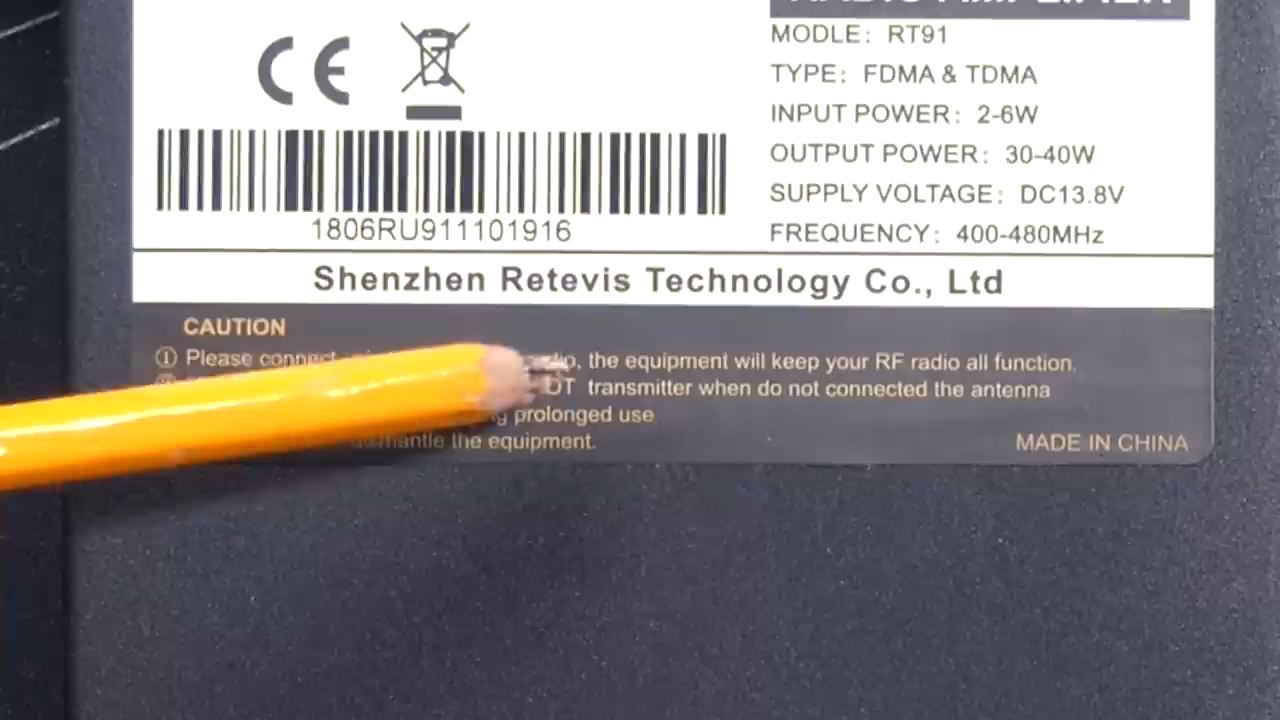 RADIO AMPLIFIER
MODLE: RT91
TYPE: FDMA & TDMA
INPUT POWER: 2-6W
OUTPUT POWER: 30-40W
SUPPLY VOLTAGE: DC13.8V
FREQUENCY: 400-480MHz
CE
1806RU911101916
Shenzhen Retevis Technology Co., Ltd
CAUTION
① Please connect , the equipment will keep your RF radio all function.
transmitter when do not connected the antenna
prolonged use
the equipment.
MADE IN CHINA